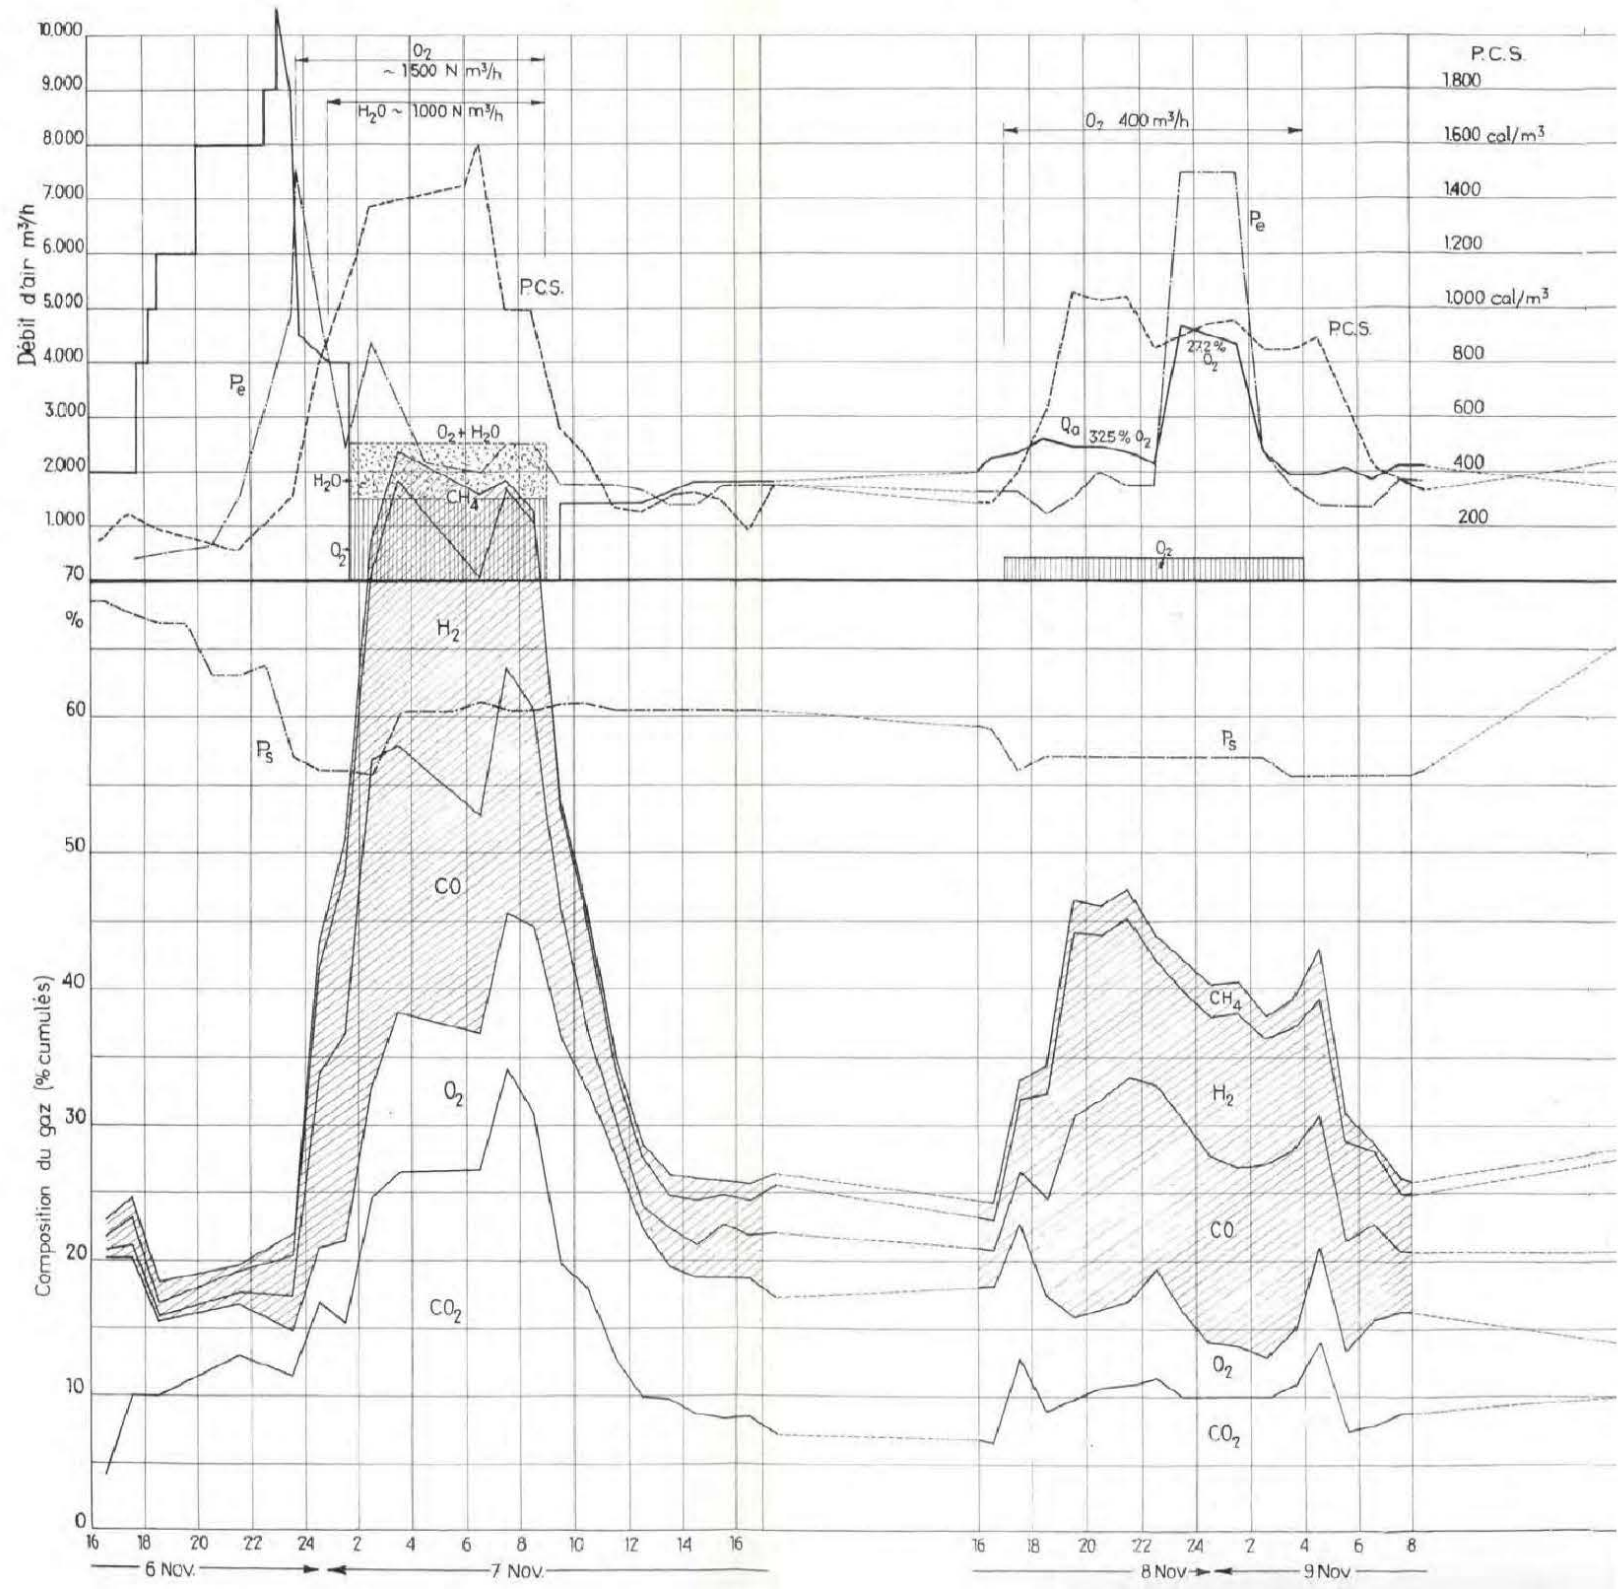 10.000
9.000
8.000
7.000
6.000
5.000
4.000
3.000
2.000
1.000
70
Débit d'air m³/h
O₂
~ 1500 N m³/h
H₂O ~ 1000 N m³/h
Pe
P.C.S.
O₂ + H₂O
H₂O
CH₄
O₂
O₂ 400 m³/h
Pe
P.C.S.
27.2 %
O₂
Qa 32.5 % O₂
O₂
P.C.S.
1.800
1.600 cal/m³
1.400
1.200
1.000 cal/m³
800
600
400
200
%
60
50
40
30
20
10
0
Composition du gaz (% cumulés)
Ps
H₂
CO
O₂
CO₂
Ps
CH₄
H₂
CO
O₂
CO₂
16 18 20 22 24 2 4 6 8 10 12 14 16
16 18 20 22 24 2 4 6 8
6 Nov. 7 Nov.
8 Nov 9 Nov